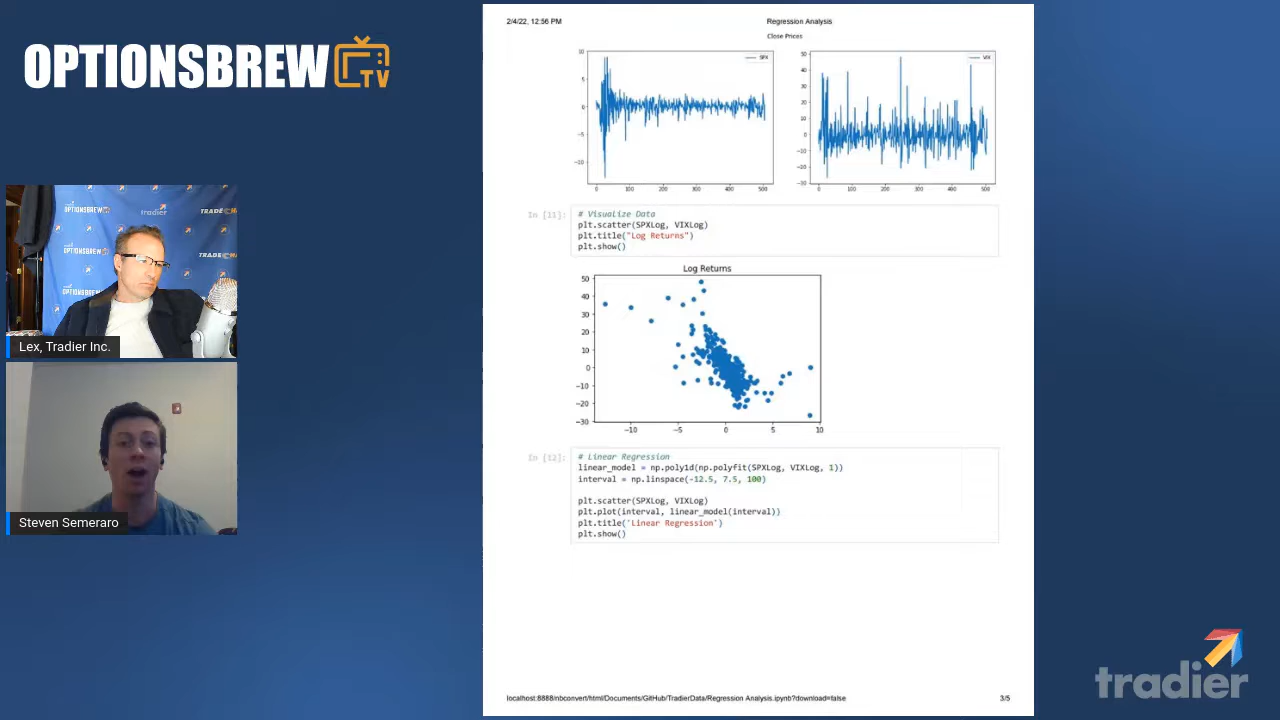 OPTIONSBREW TV
2/4/22, 12:56 PM
Regression Analysis
Close Prices
10
5
0
−5
−10
SPX
0
100
200
300
400
500
50
40
30
20
10
0
−10
−20
−30
VIX
0
100
200
300
400
500
In [11]:
# Visualize Data
plt.scatter(SPXLog, VIXLog)
plt.title("Log Returns")
plt.show()
Log Returns
50
40
30
20
10
0
−10
−20
−30
−10
−5
0
5
10
In [12]:
# Linear Regression
linear_model = np.poly1d(np.polyfit(SPXLog, VIXLog, 1))
interval = np.linspace(-12.5, 7.5, 100)
plt.scatter(SPXLog, VIXLog)
plt.plot(interval, linear_model(interval))
plt.title('Linear Regression')
plt.show()
localhost:8888/nbconvert/html/Documents/GitHub/TradierData/Regression Analysis.ipynb?download=false
3/5
OPTIONSBREW
tradier
Lex, Tradier Inc.
Steven Semeraro
tradier